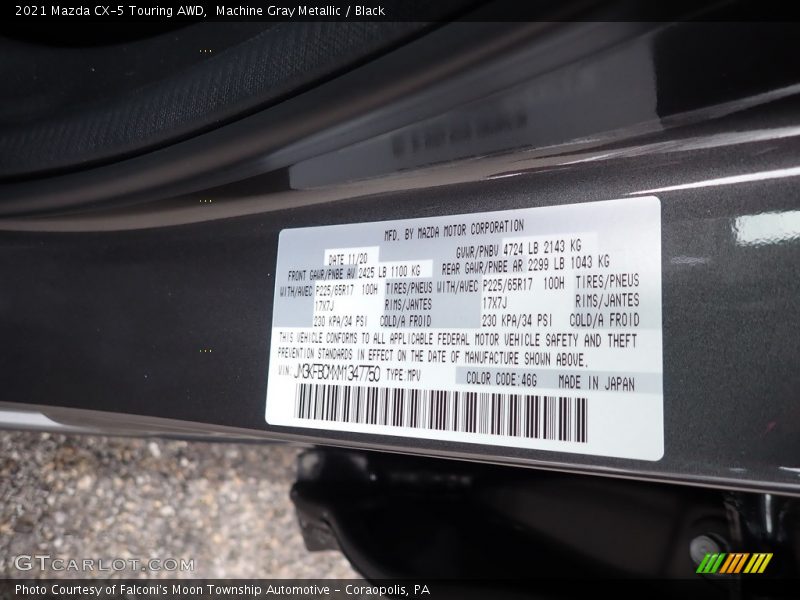 2021 Mazda CX-5 Touring AWD, Machine Gray Metallic / Black
MFD. BY MAZDA MOTOR CORPORATION
DATE 11/20 GVWR/PNBV 4724 LB 2143 KG
FRONT GAWR/PNBE AV 2425 LB 1100 KG REAR GAWR/PNBE AR 2299 LB 1043 KG
WITH/AVEC P225/65R17 100H TIRES/PNEUS WITH/AVEC P225/65R17 100H TIRES/PNEUS
17X7J RIMS/JANTES 17X7J RIMS/JANTES
230 KPA/34 PSI COLD/A FROID 230 KPA/34 PSI COLD/A FROID
THIS VEHICLE CONFORMS TO ALL APPLICABLE FEDERAL MOTOR VEHICLE SAFETY AND THEFT
PREVENTION STANDARDS IN EFFECT ON THE DATE OF MANUFACTURE SHOWN ABOVE.
VIN: TYPE:MPV COLOR CODE:46G MADE IN JAPAN
GTCARLOT.COM
Photo Courtesy of Falconi's Moon Township Automotive - Coraopolis, PA